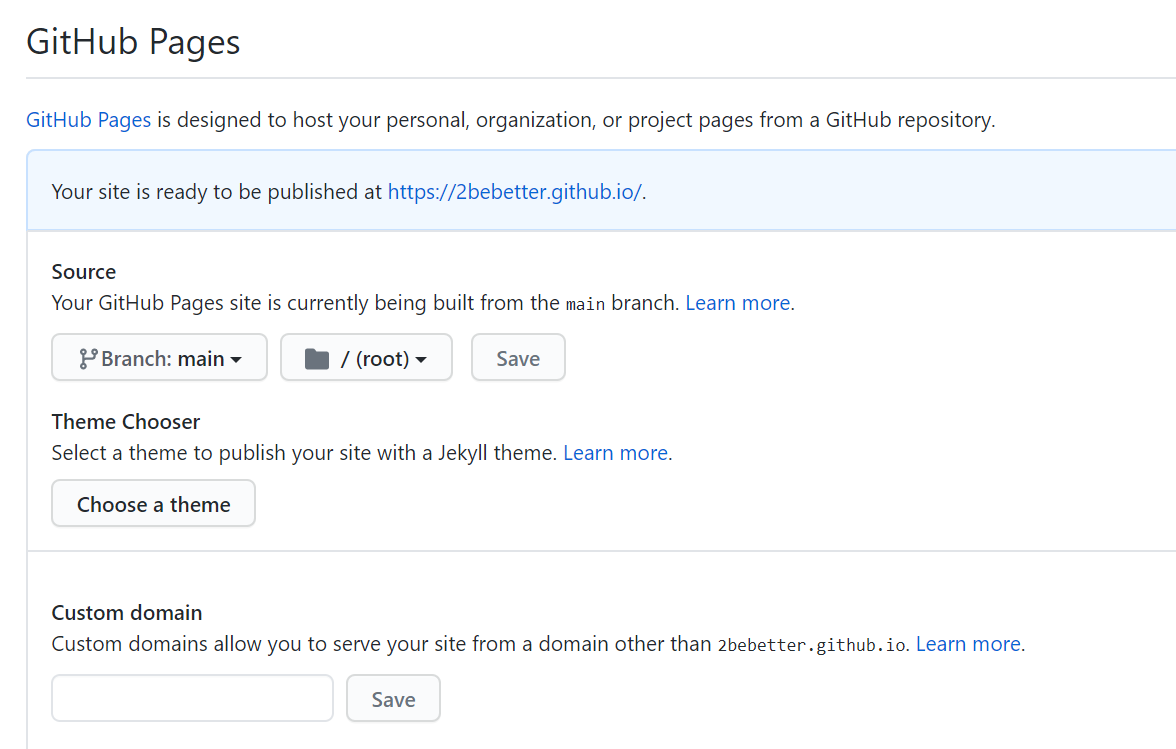 GitHub Pages
GitHub Pages is designed to host your personal, organization, or project pages from a GitHub repository.
Your site is ready to be published at https://2bebetter.github.io/.
Source
Your GitHub Pages site is currently being built from the main branch. Learn more.
Branch: main / (root) Save
Theme Chooser
Select a theme to publish your site with a Jekyll theme. Learn more.
Choose a theme
Custom domain
Custom domains allow you to serve your site from a domain other than 2bebetter.github.io. Learn more.
Save